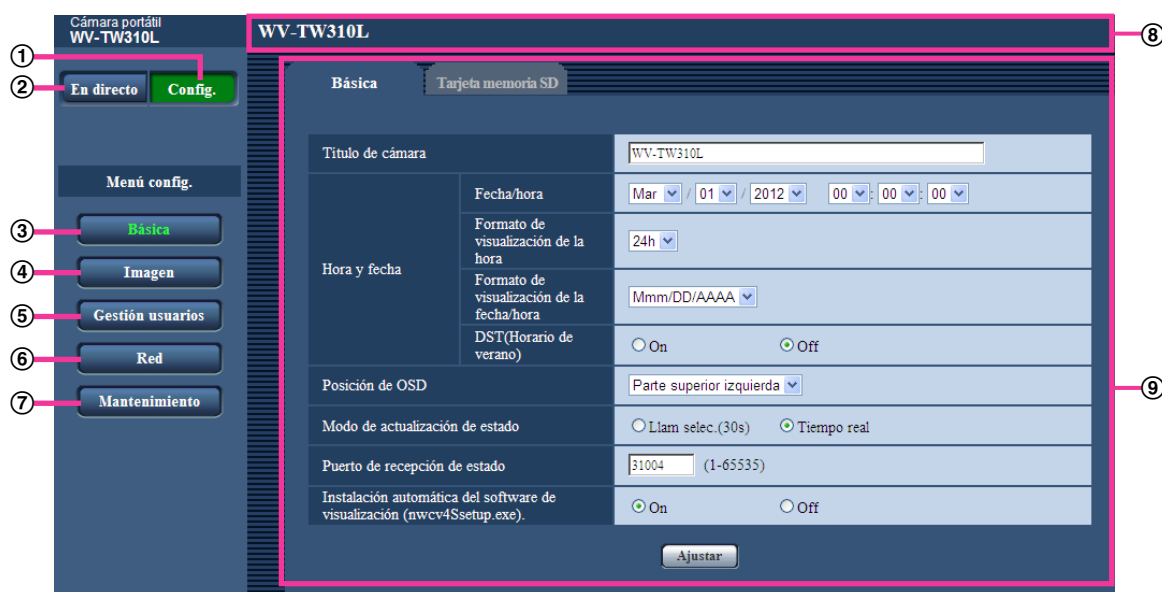 Cámara portátil
WV-TW310L
WV-TW310L
⑧
①
②
En directo
Config.
Básica
Tarjeta memoria SD
Título de cámara
WV-TW310L
Menú config.
Hora y fecha
Fecha/hora
Mar / 01 / 2012 00 : 00 : 00
③
Básica
Formato de
visualización de la
hora
24h
④
Imagen
Formato de
visualización de la
fecha/hora
Mmm/DD/AAAA
⑤
Gestión usuarios
DST(Horario de
verano)
On
Off
⑥
Red
Posición de OSD
Parte superior izquierda
⑨
⑦
Mantenimiento
Modo de actualización de estado
Llam selec.(30s)
Tiempo real
Puerto de recepción de estado
31004
(1-65535)
Instalación automática del software de
visualización (nwcv4Ssetup.exe).
On
Off
Ajustar